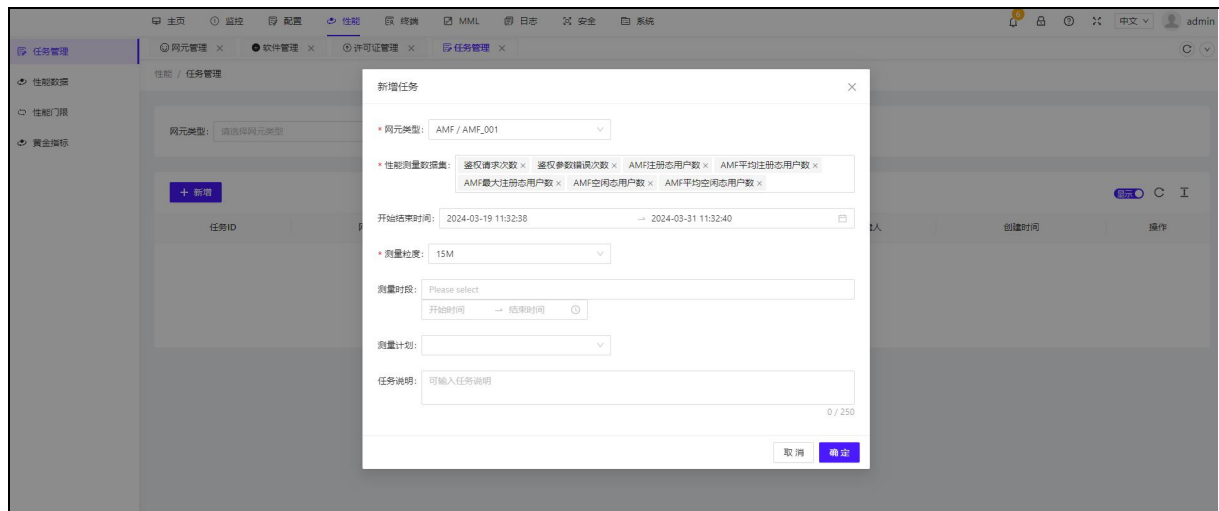 主页 监控 配置 性能 终端 MML 日志 安全 系统 6 中文 admin
任务管理 网元管理 × 软件管理 × 许可证管理 × 任务管理 ×
性能 / 任务管理
性能数据
性能门限
黄金指标
网元类型: 请选择网元类型
+ 新增
显示
任务ID
创建时间
操作
新增任务 ×
* 网元类型: AMF / AMF_001
* 性能测量数据集: 鉴权请求次数 × 鉴权参数错误次数 × AMF注册态用户数 × AMF平均注册态用户数 ×
AMF最大注册态用户数 × AMF空闲态用户数 × AMF平均空闲态用户数 ×
开始结束时间: 2024-03-19 11:32:38 → 2024-03-31 11:32:40
* 测量粒度: 15M
测量时段: Please select
开始时间 → 结束时间
测量计划:
任务说明: 可输入任务说明
0 / 250
取 消 确 定